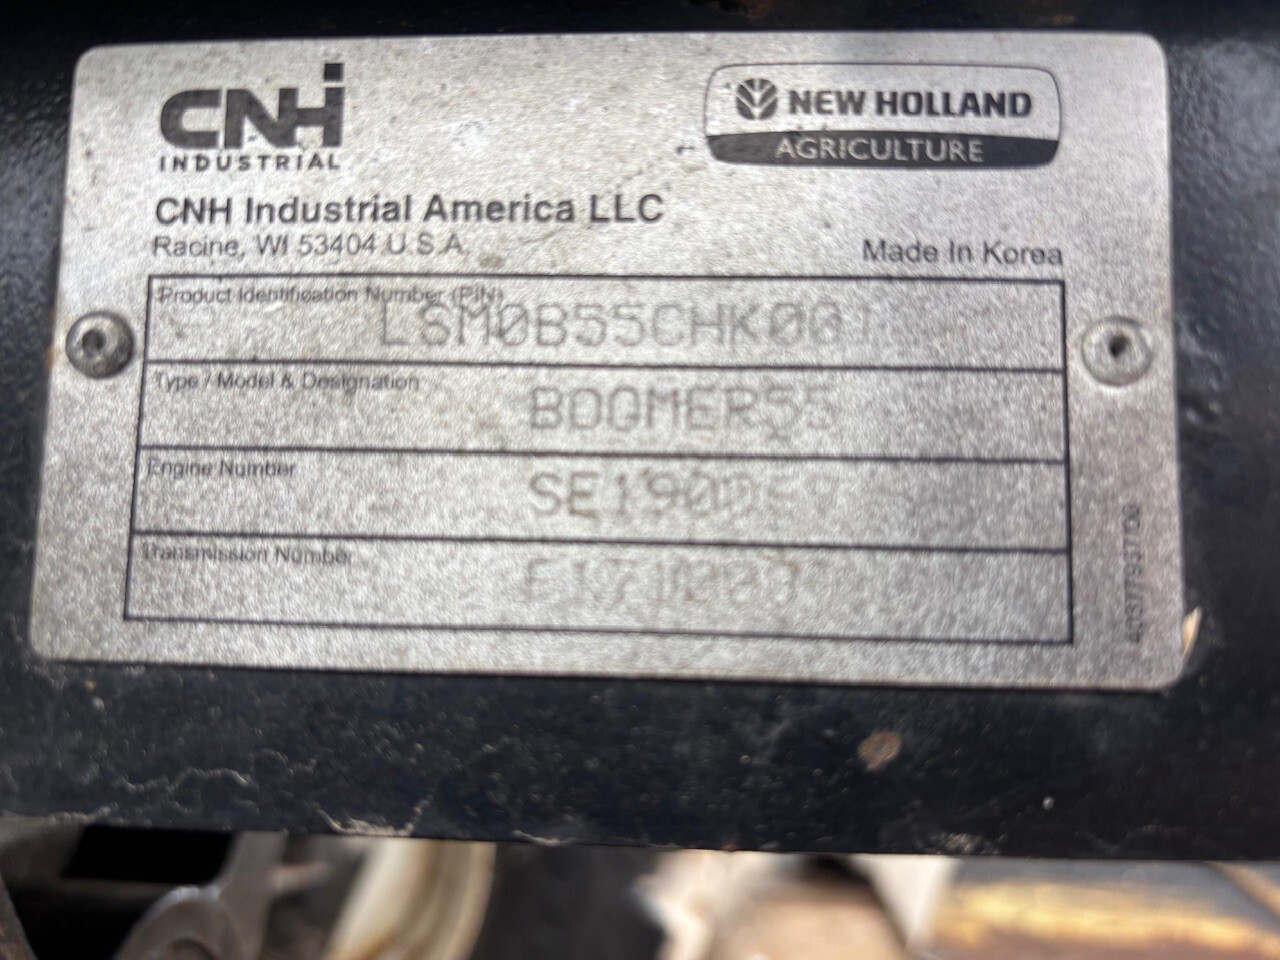 CNH
INDUSTRIAL
NEW HOLLAND
AGRICULTURE
CNH Industrial America LLC
Racine, WI 53404 U.S.A.
Made In Korea
Product Identification Number (PIN)
LSM0B55CHK001
Type / Model & Designation
BOOMER55
Engine Number
Transmission Number